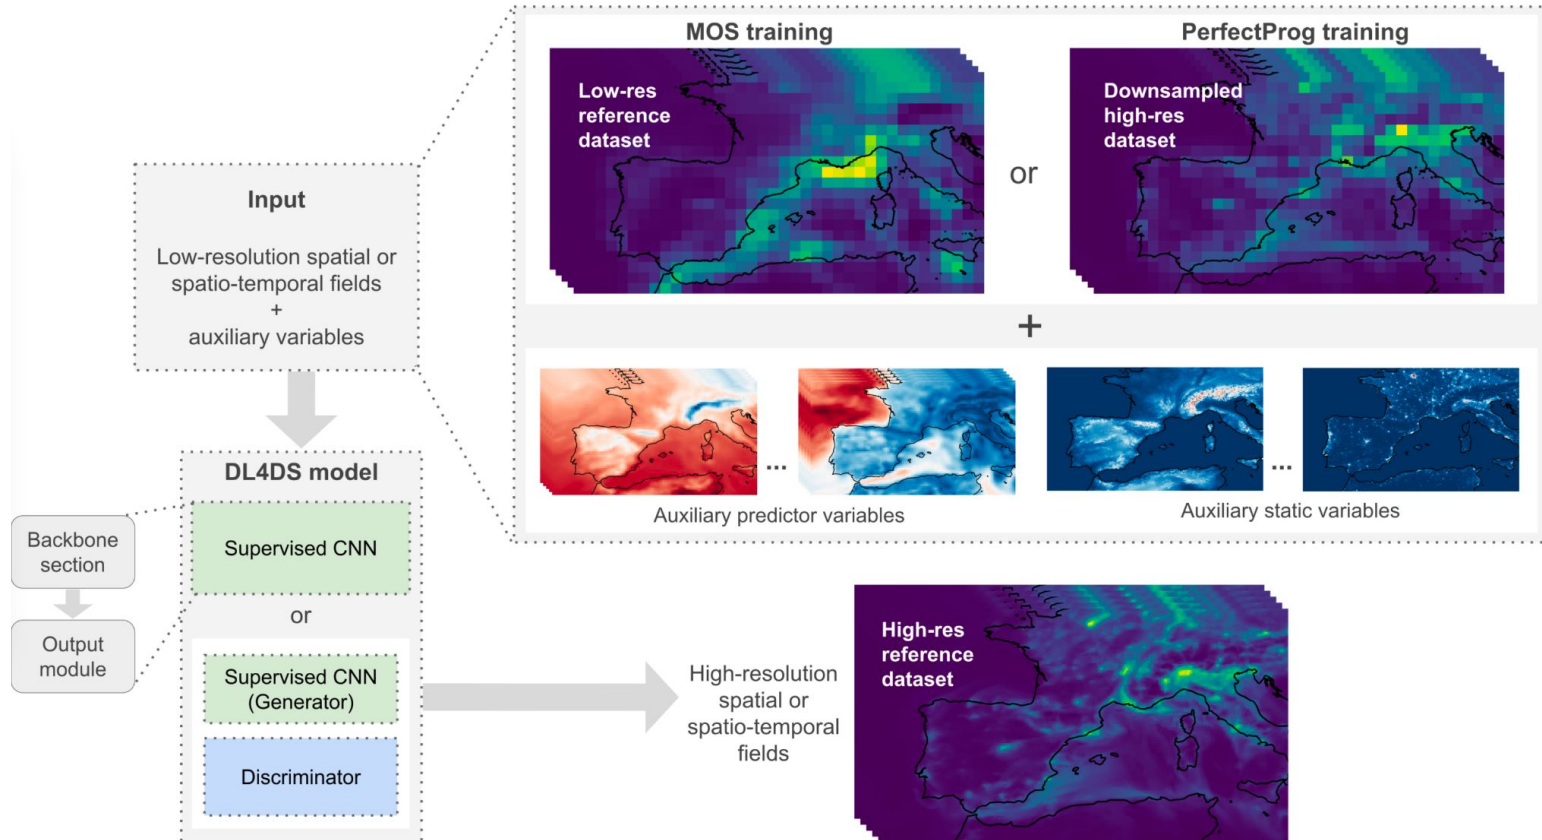 MOS training
PerfectProg training
Low-res
reference
dataset
or
Downsampled
high-res
dataset
Input
Low-resolution spatial or
spatio-temporal fields
+
auxiliary variables
+
...
...
Auxiliary predictor variables
Auxiliary static variables
DL4DS model
Supervised CNN
Backbone
section
Output
module
or
Supervised CNN
(Generator)
Discriminator
High-resolution
spatial or
spatio-temporal
fields
High-res
reference
dataset